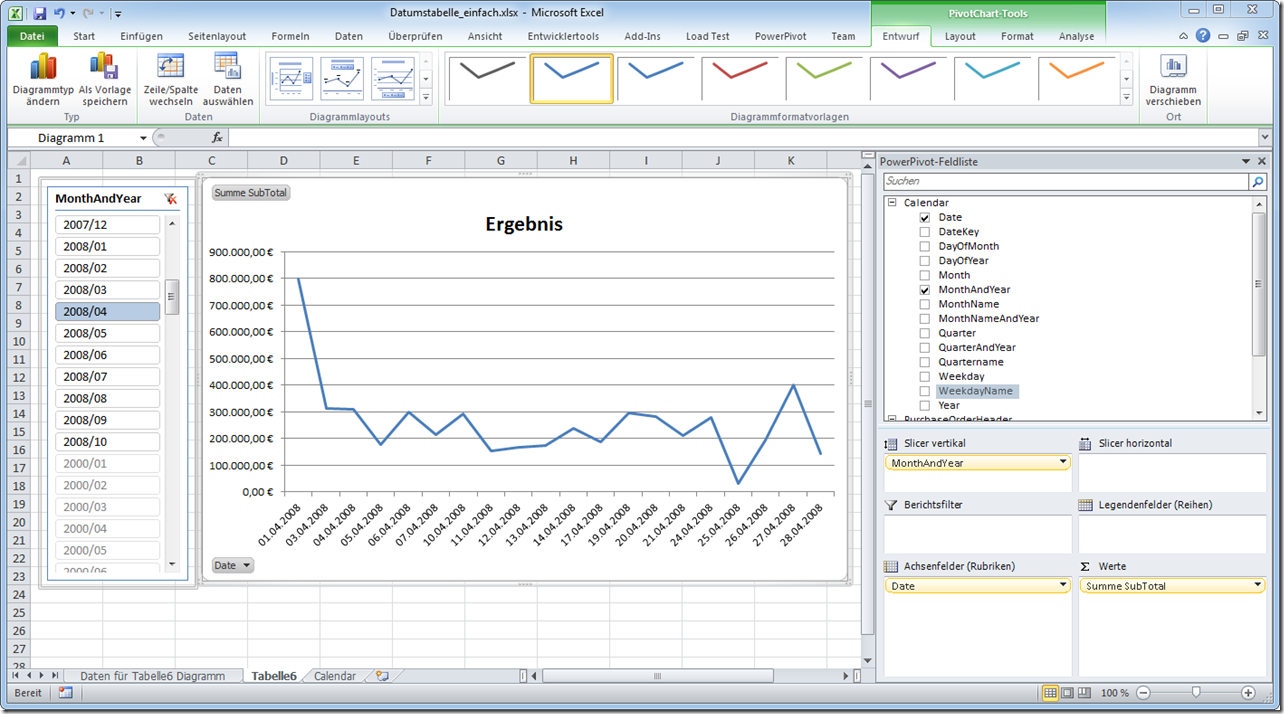 Datumstabelle_einfach.xlsx - Microsoft Excel
PivotChart-Tools
Datei Start Einfügen Seitenlayout Formeln Daten Überprüfen Ansicht Entwicklertools Add-Ins Load Test PowerPivot Team Entwurf Layout Format Analyse
Diagrammtyp ändern
Als Vorlage speichern
Zeile/Spalte wechseln
Daten auswählen
Diagramm verschieben
Typ Daten Diagrammlayouts Diagrammformatvorlagen Ort
Diagramm 1
fx
A B C D E F G H I J K
1
2
3
4
5
6
7
8
9
10
11
12
13
14
15
16
17
18
19
20
21
22
23
24
25
26
27
28
MonthAndYear
2007/12
2008/01
2008/02
2008/03
2008/04
2008/05
2008/06
2008/07
2008/08
2008/09
2008/10
2000/01
2000/02
2000/03
2000/04
2000/05
2000/06
Summe SubTotal
Ergebnis
900.000,00 €
800.000,00 €
700.000,00 €
600.000,00 €
500.000,00 €
400.000,00 €
300.000,00 €
200.000,00 €
100.000,00 €
0,00 €
01.04.2008
03.04.2008
04.04.2008
05.04.2008
06.04.2008
07.04.2008
10.04.2008
11.04.2008
12.04.2008
13.04.2008
14.04.2008
17.04.2008
19.04.2008
20.04.2008
21.04.2008
24.04.2008
25.04.2008
26.04.2008
27.04.2008
28.04.2008
Date
PowerPivot-Feldliste
Suchen
Calendar
Date
DateKey
DayOfMonth
DayOfYear
Month
MonthAndYear
MonthName
MonthNameAndYear
Quarter
QuarterAndYear
Quartername
Weekday
WeekdayName
Year
PurchaseOrderHeader
Slicer vertikal
Slicer horizontal
MonthAndYear
Berichtsfilter
Legendenfelder (Reihen)
Achsenfelder (Rubriken)
Σ Werte
Date
Summe SubTotal
Daten für Tabelle6 Diagramm Tabelle6 Calendar
Bereit
100 %